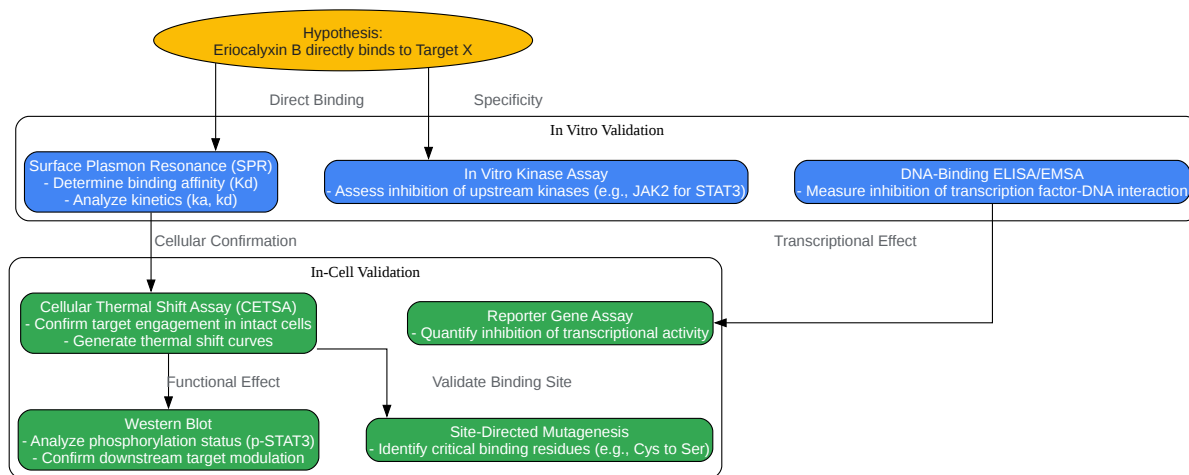 Hypothesis:
Eriocalyxin B directly binds to Target X
Direct Binding
Specificity
In Vitro Validation
Surface Plasmon Resonance (SPR)
- Determine binding affinity (Kd)
- Analyze kinetics (ka, kd)
In Vitro Kinase Assay
- Assess inhibition of upstream kinases (e.g., JAK2 for STAT3)
DNA-Binding ELISA/EMSA
- Measure inhibition of transcription factor-DNA interaction
Cellular Confirmation
Transcriptional Effect
In-Cell Validation
Cellular Thermal Shift Assay (CETSA)
- Confirm target engagement in intact cells
- Generate thermal shift curves
Reporter Gene Assay
- Quantify inhibition of transcriptional activity
Functional Effect
Validate Binding Site
Western Blot
- Analyze phosphorylation status (p-STAT3)
- Confirm downstream target modulation
Site-Directed Mutagenesis
- Identify critical binding residues (e.g., Cys to Ser)